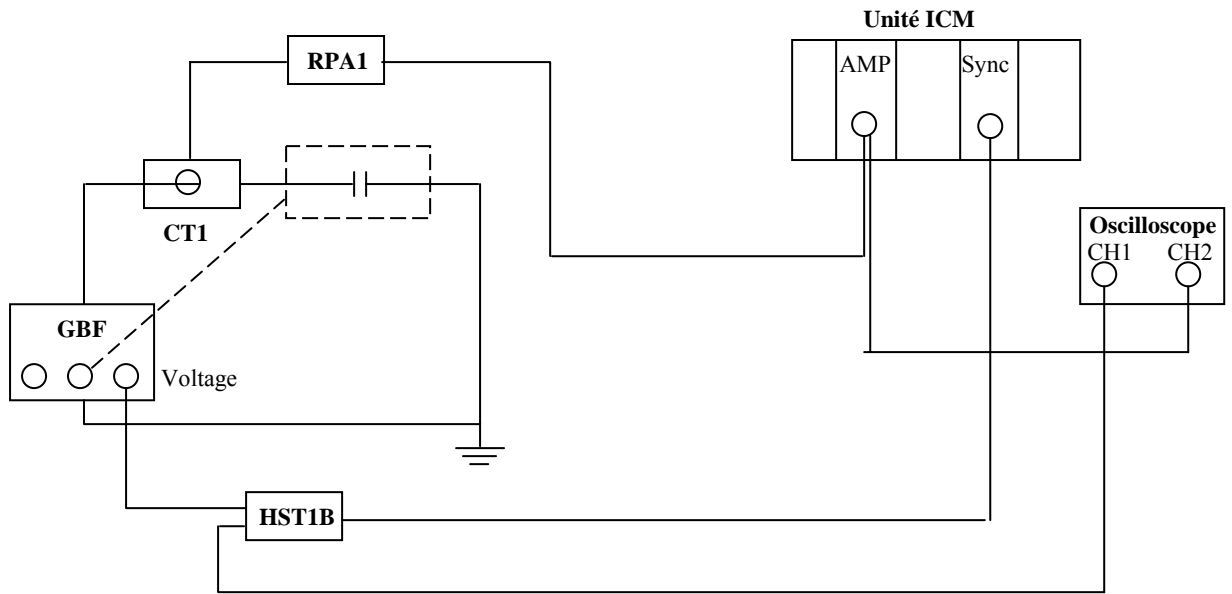 Unité ICM
RPA1
AMP
Sync
CT1
Oscilloscope
CH1
CH2
GBF
Voltage
HST1B